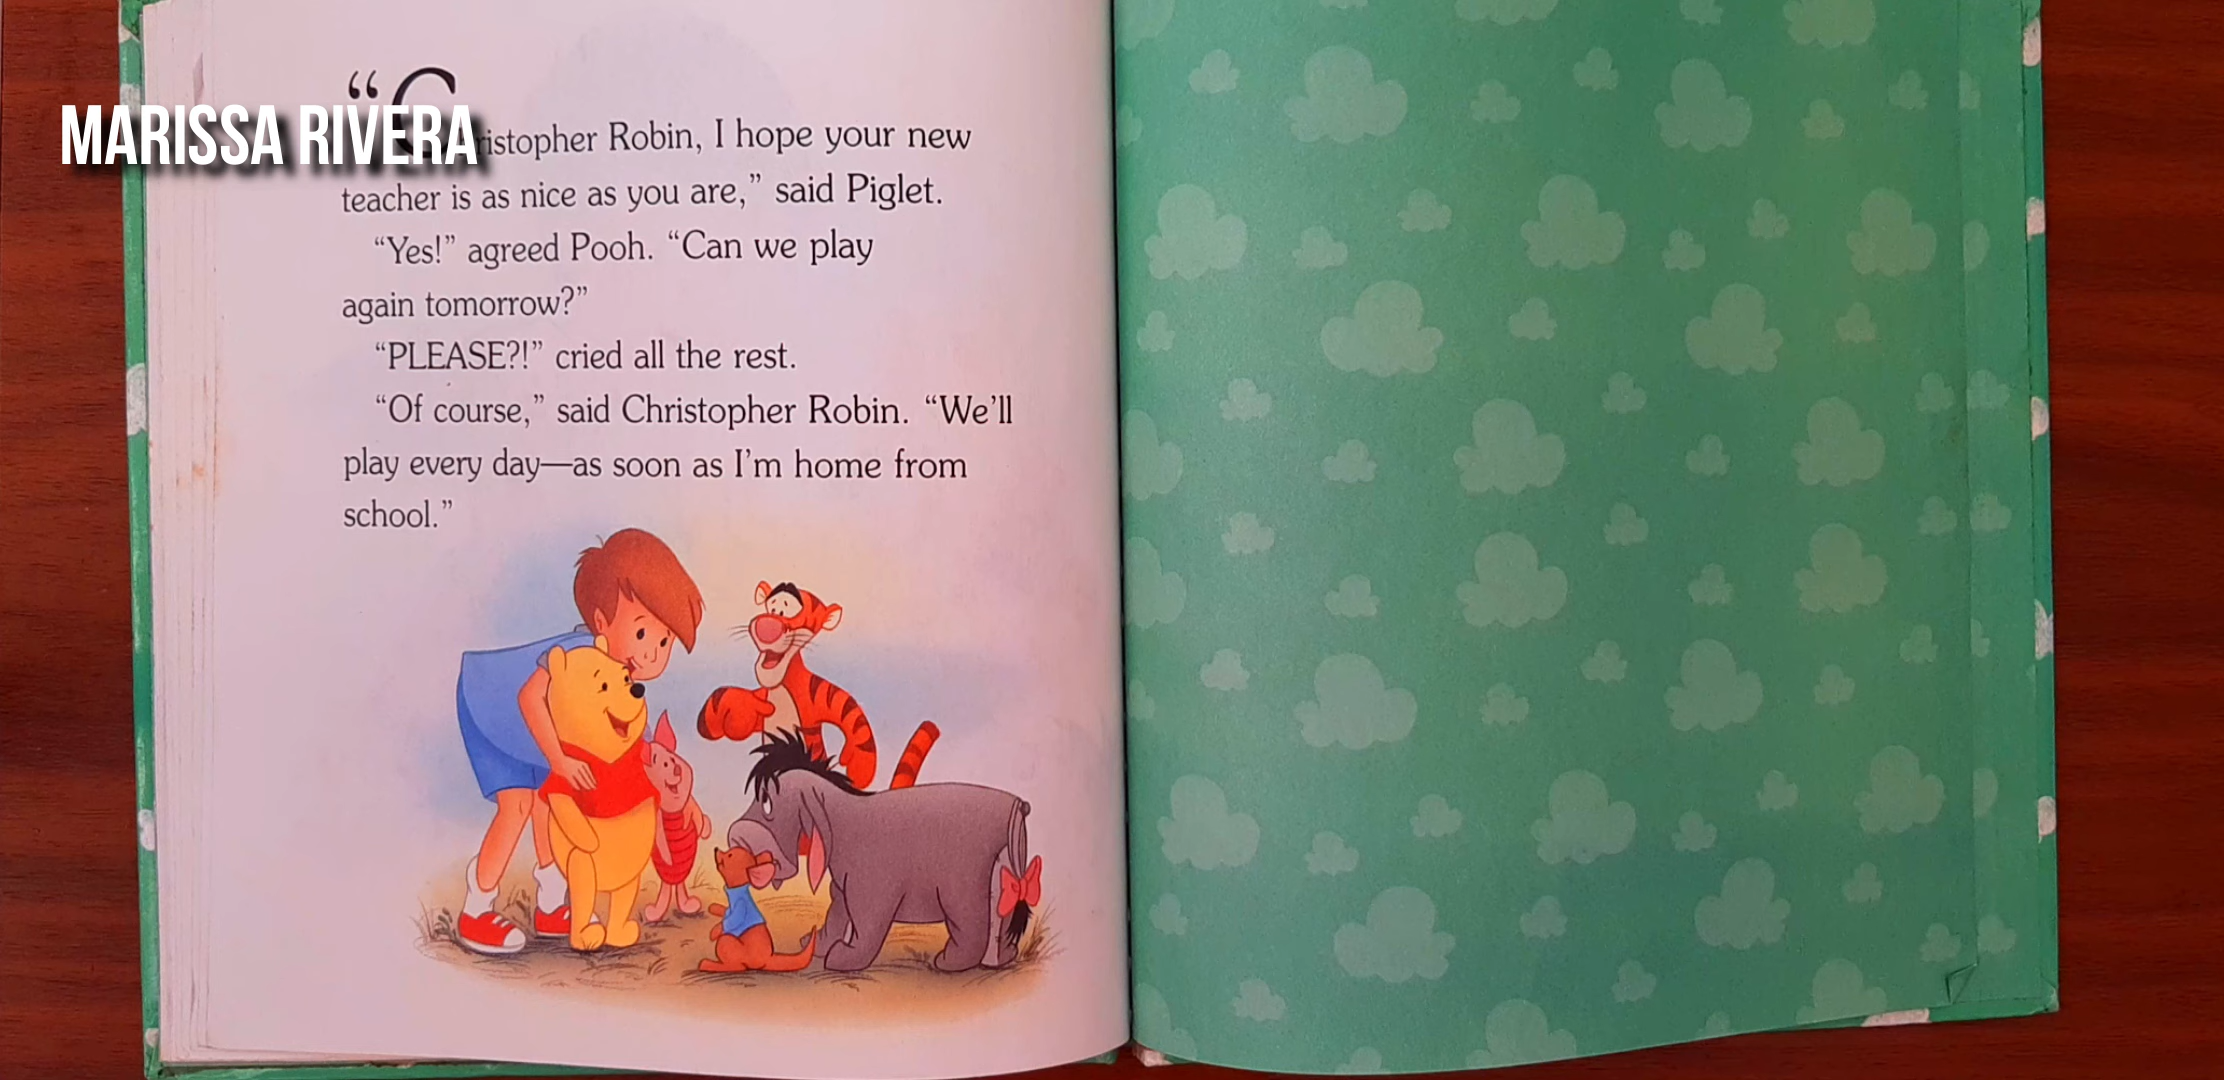 MARISSA RIVERA
“Christopher Robin, I hope your new
teacher is as nice as you are,” said Piglet.
“Yes!” agreed Pooh. “Can we play
again tomorrow?”
“PLEASE?!” cried all the rest.
“Of course,” said Christopher Robin. “We’ll
play every day—as soon as I’m home from
school.”